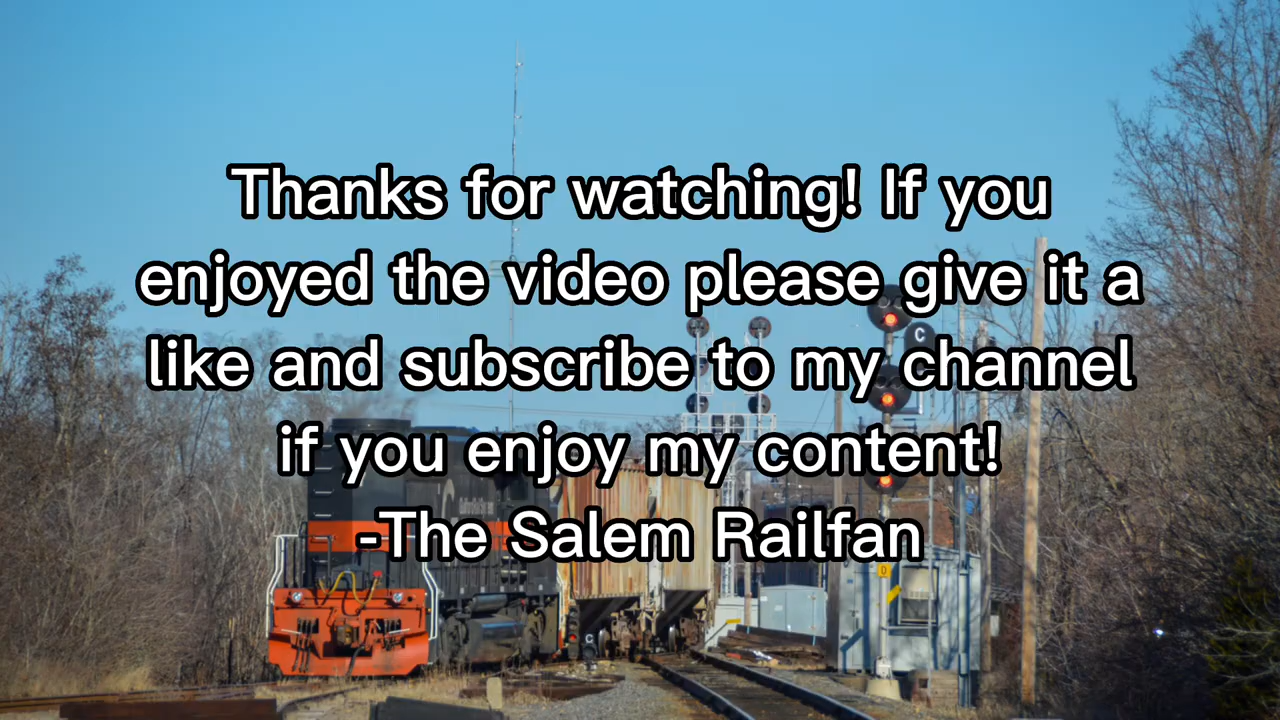 Thanks for watching! If you
enjoyed the video please give it a
like and subscribe to my channel
if you enjoy my content!
-The Salem Railfan
C
D
C